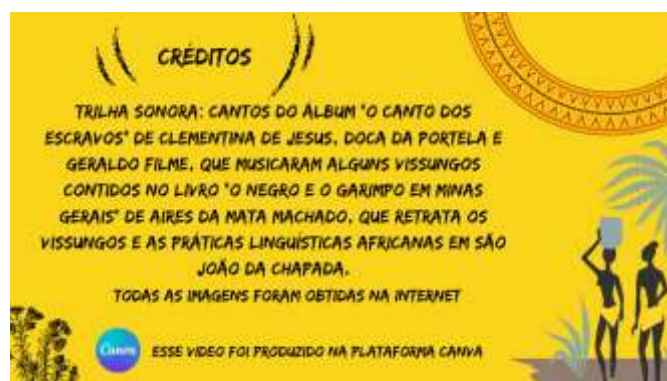 CRÉDITOS
TRILHA SONORA: CANTOS DO ÁLBUM "O CANTO DOS
ESCRAVOS" DE CLEMENTINA DE JESUS, DOCA DA PORTELA E
GERALDO FILME, QUE MUSICARAM ALGUNS VISSUNGOS
CONTIDOS NO LIVRO "O NEGRO E O GARIMPO EM MINAS
GERAIS" DE AIRES DA MATA MACHADO, QUE RETRATA OS
VISSUNGOS E AS PRÁTICAS LINGUÍSTICAS AFRICANAS EM SÃO
JOÃO DA CHAPADA.
TODAS AS IMAGENS FORAM OBTIDAS NA INTERNET
Canva
ESSE VIDEO FOI PRODUZIDO NA PLATAFORMA CANVA